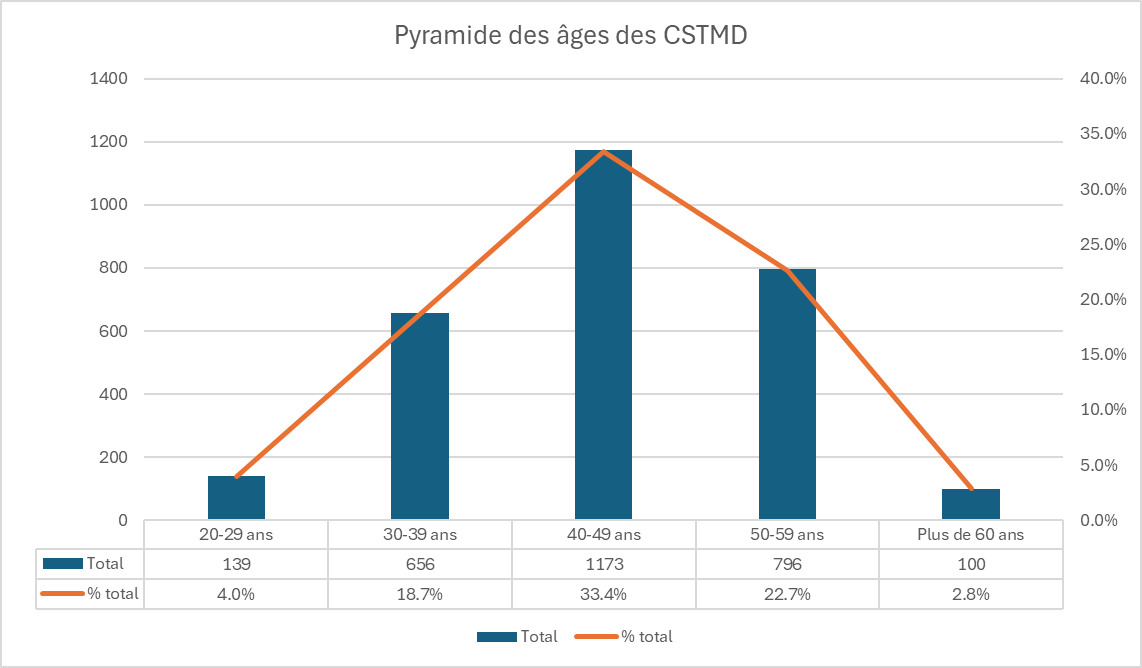 Pyramide des âges des CSTMD
1400 40.0%
1200 35.0%
1000 30.0%
800 25.0%
600 20.0%
400 15.0%
200 10.0%
0 5.0%
0.0%
20-29 ans 30-39 ans 40-49 ans 50-59 ans Plus de 60 ans
Total 139 656 1173 796 100
% total 4.0% 18.7% 33.4% 22.7% 2.8%
Total % total